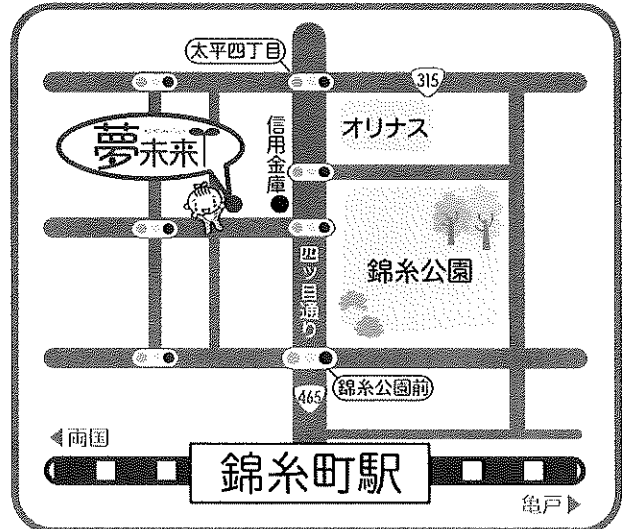 太平四丁目
315
夢未来
信用金庫
オリナス
錦糸公園
四ツ目通り
錦糸公園前
465
両国
錦糸町駅
亀戸